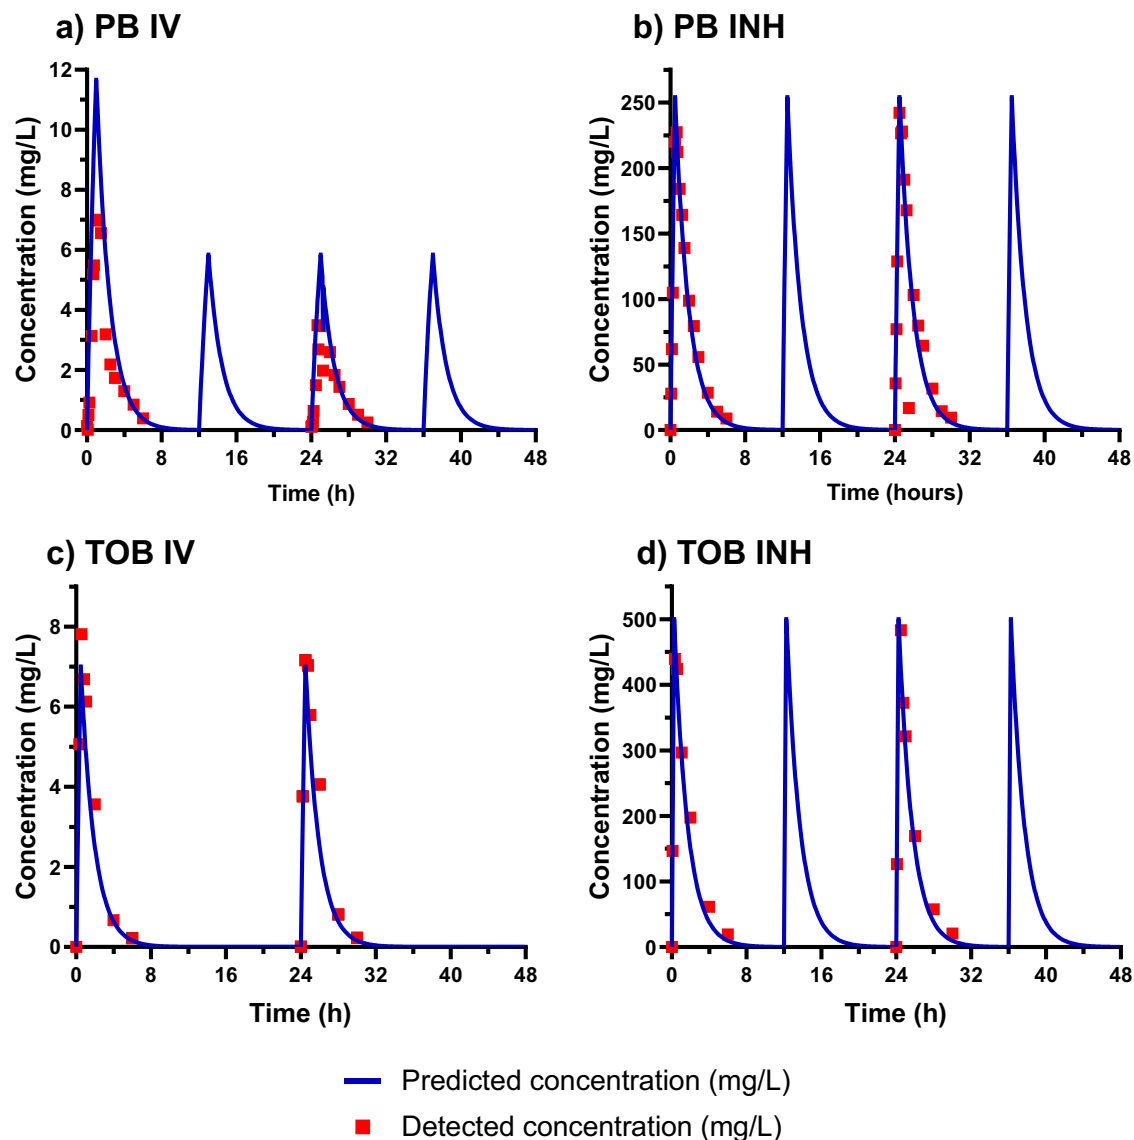 a) PB IV
b) PB INH
Concentration (mg/L)
12
10
8
6
4
2
0
0 8 16 24 32 40 48
Time (h)
Concentration (mg/L)
250
200
150
100
50
0
0 8 16 24 32 40 48
Time (hours)
c) TOB IV
d) TOB INH
Concentration (mg/L)
8
6
4
2
0
0 8 16 24 32 40 48
Time (h)
Concentration (mg/L)
500
400
300
200
100
0
0 8 16 24 32 40 48
Time (h)
Predicted concentration (mg/L)
Detected concentration (mg/L)